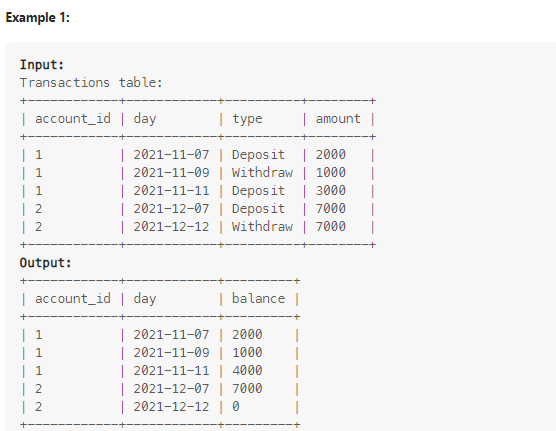 Example 1:
Input:
Transactions table:
+------------+------------+----------+--------+
| account_id | day        | type     | amount |
+------------+------------+----------+--------+
| 1          | 2021-11-07 | Deposit  | 2000   |
| 1          | 2021-11-09 | Withdraw | 1000   |
| 1          | 2021-11-11 | Deposit  | 3000   |
| 2          | 2021-12-07 | Deposit  | 7000   |
| 2          | 2021-12-12 | Withdraw | 7000   |
+------------+------------+----------+--------+
Output:
+------------+------------+---------+
| account_id | day        | balance |
+------------+------------+---------+
| 1          | 2021-11-07 | 2000    |
| 1          | 2021-11-09 | 1000    |
| 1          | 2021-11-11 | 4000    |
| 2          | 2021-12-07 | 7000    |
| 2          | 2021-12-12 | 0       |
+------------+------------+---------+